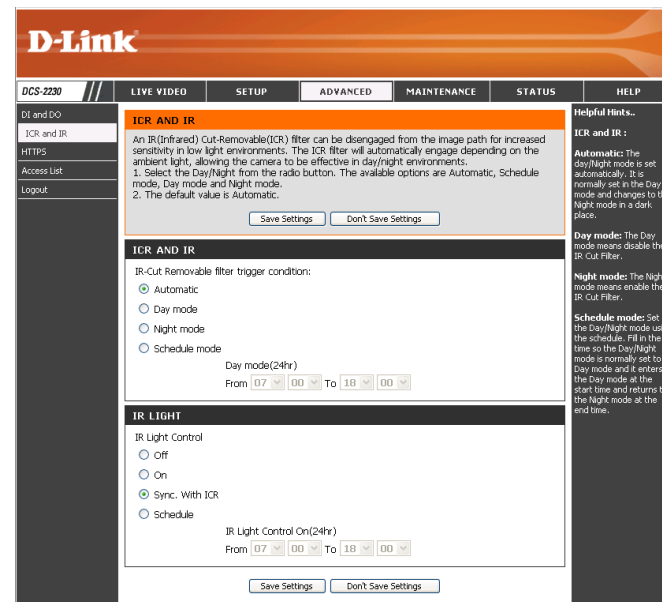 D-Link
DCS-2230
LIVE VIDEO
SETUP
ADVANCED
MAINTENANCE
STATUS
HELP
DI and DO
ICR and IR
HTTPS
Access List
Logout
ICR AND IR
An IR(Infrared) Cut-Removable(ICR) filter can be disengaged from the image path for increased
sensitivity in low light environments. The ICR filter will automatically engage depending on the
ambient light, allowing the camera to be effective in day/night environments.
1. Select the Day/Night from the radio button. The available options are Automatic, Schedule
mode, Day mode and Night mode.
2. The default value is Automatic.
Save Settings
Don't Save Settings
ICR AND IR
IR-Cut Removable filter trigger condition:
Automatic
Day mode
Night mode
Schedule mode
Day mode(24hr)
From 07 00 To 18 00
IR LIGHT
IR Light Control
Off
On
Sync. With ICR
Schedule
IR Light Control On(24hr)
From 07 00 To 18 00
Save Settings
Don't Save Settings
Helpful Hints..
ICR and IR :
Automatic: The
day/Night mode is set
automatically. It is
normally set in the Day
mode and changes to
Night mode in a dark
place.
Day mode: The Day
mode means disable the
IR Cut Filter.
Night mode: The
mode means enable the
IR Cut Filter.
Schedule mode: Set
the Day/Night mode
the schedule. Fill in the
time so the Day/Night
mode is normally set to
Day mode and it enters
the Day mode at the
start time and returns
the Night mode at the
end time.